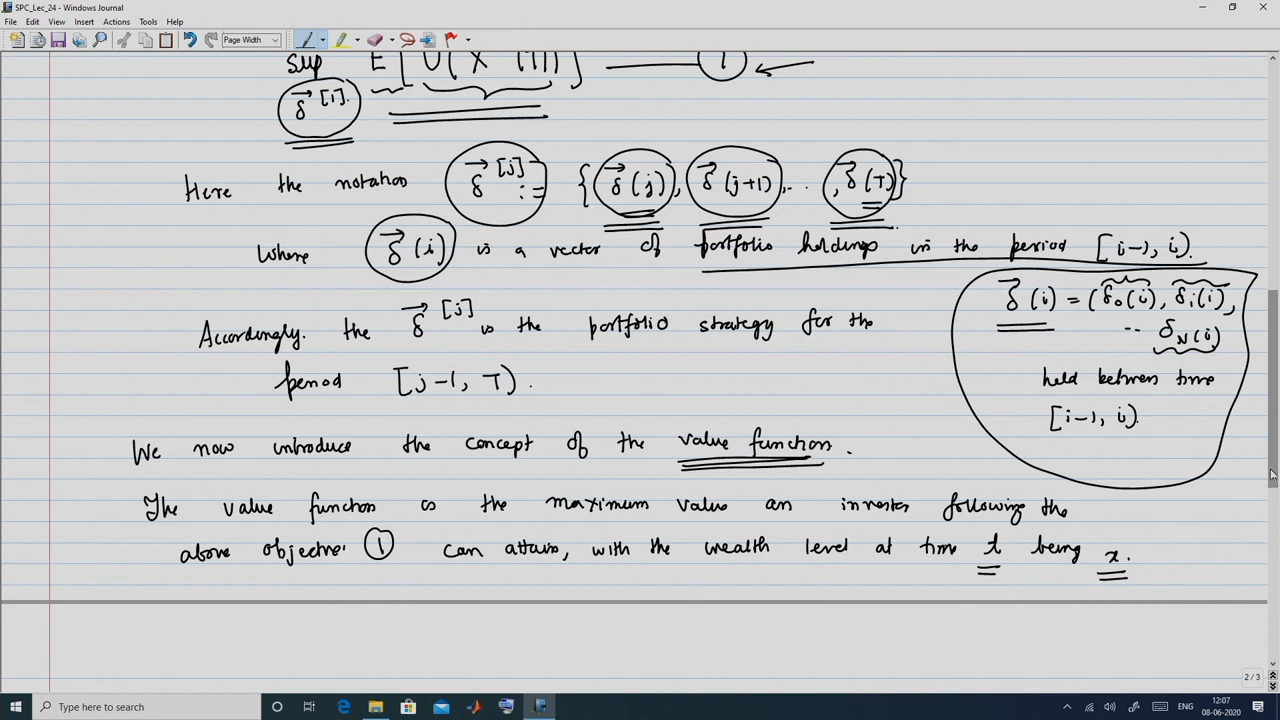 SPC_Lec_24 - Windows Journal
File Edit View Insert Actions Tools Help
Page Width
sup E [ U( X (T)) ] ——— ①
δ⃗ [1].
Here the notation δ⃗ [j] := { δ⃗ (j), δ⃗ (j+1), . . . , δ⃗ (T) }
where δ⃗ (i) is a vector of portfolio holdings in the period [i-1, i).
δ⃗ (i) = (δ₀(i), δ₁(i),
-- δ_N(i))
held between time
[i-1, i).
Accordingly. the δ⃗ [j] is the portfolio strategy for the
period [j-1, T) .
We now introduce the concept of the value function .
The value function is the maximum value an investor following the
above objective ① can attain, with the wealth level at time t being x.
2 / 3
Type here to search
ENG
12:07
08-06-2020